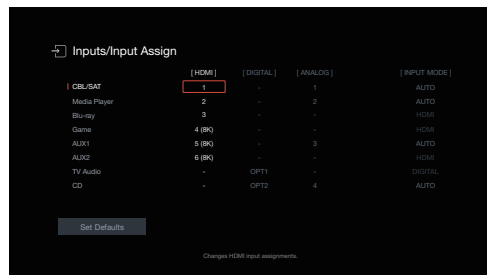 Inputs/Input Assign
[ HDMI ] [ DIGITAL ] [ ANALOG ] [ INPUT MODE ]
CBL/SAT 1 - 1 AUTO
Media Player 2 - 2 AUTO
Blu-ray 3 - - HDMI
Game 4 (8K) - - HDMI
AUX1 5 (8K) - 3 AUTO
AUX2 6 (8K) - - HDMI
TV Audio - OPT1 - DIGITAL
CD - OPT2 4 AUTO
Set Defaults
Changes HDMI input assignments.